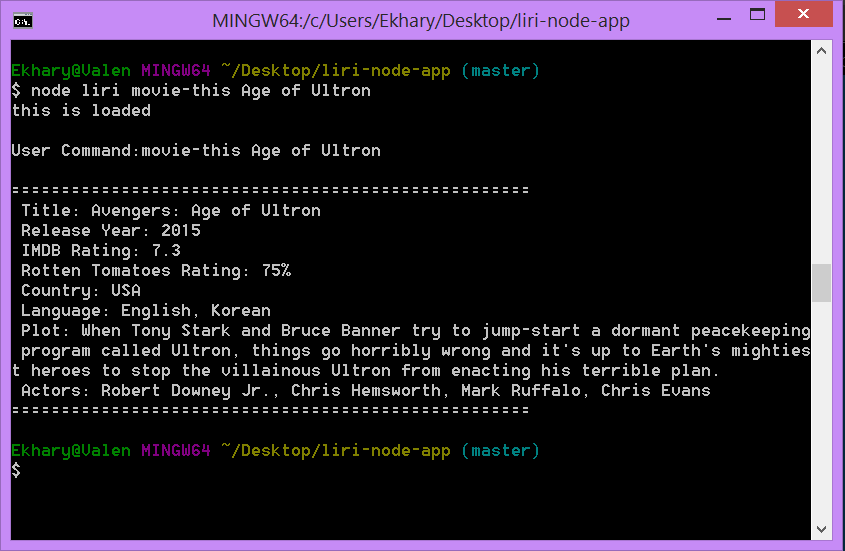 MINGW64:/c/Users/Ekhary/Desktop/liri-node-app
Ekhary@Valen MINGW64 ~/Desktop/liri-node-app (master)
$ node liri movie-this Age of Ultron
this is loaded
User Command:movie-this Age of Ultron
----------------------------------------------------
Title: Avengers: Age of Ultron
Release Year: 2015
IMDB Rating: 7.3
Rotten Tomatoes Rating: 75%
Country: USA
Language: English, Korean
Plot: When Tony Stark and Bruce Banner try to jump-start a dormant peacekeeping
program called Ultron, things go horribly wrong and it's up to Earth's mighties
t heroes to stop the villainous Ultron from enacting his terrible plan.
Actors: Robert Downey Jr., Chris Hemsworth, Mark Ruffalo, Chris Evans
----------------------------------------------------
Ekhary@Valen MINGW64 ~/Desktop/liri-node-app (master)
$